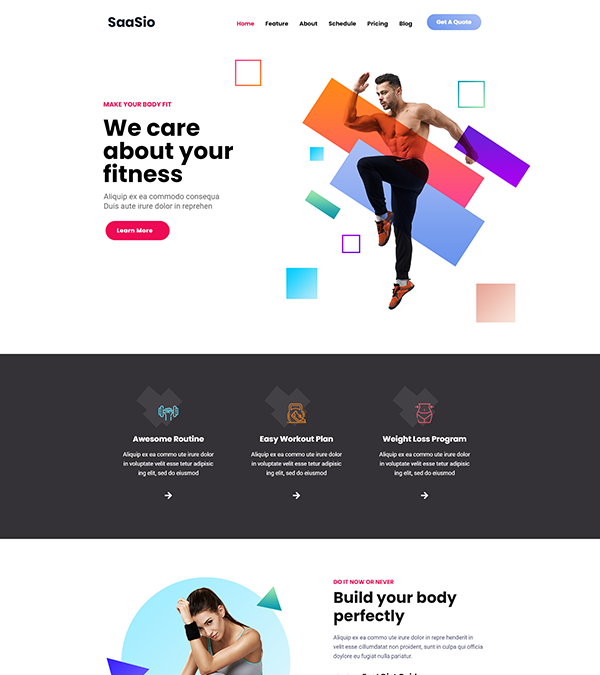 SaaSio
Home Feature About Schedule Pricing Blog
Get A Quote
MAKE YOUR BODY FIT
We care
about your
fitness
Aliquip ex ea commodo consequa
Duis aute irure dolor in reprehen
Learn More
Awesome Routine
Aliquip ex ea commo ute irure dolor
in voluptate velit esse tetur adipisic
ing elit, sed do eiusmod
Easy Workout Plan
Aliquip ex ea commo ute irure dolor
in voluptate velit esse tetur adipisic
ing elit, sed do eiusmod
Weight Loss Program
Aliquip ex ea commo ute irure dolor
in voluptate velit esse tetur adipisic
ing elit, sed do eiusmod
DO IT NOW OR NEVER
Build your body
perfectly
Aliquip ex ea commo ute irure dolor in repre henderit in
velit esse cillumdatat non proident, sunt in culpa qui officia
doylore eu fugiat nulla pariatur.